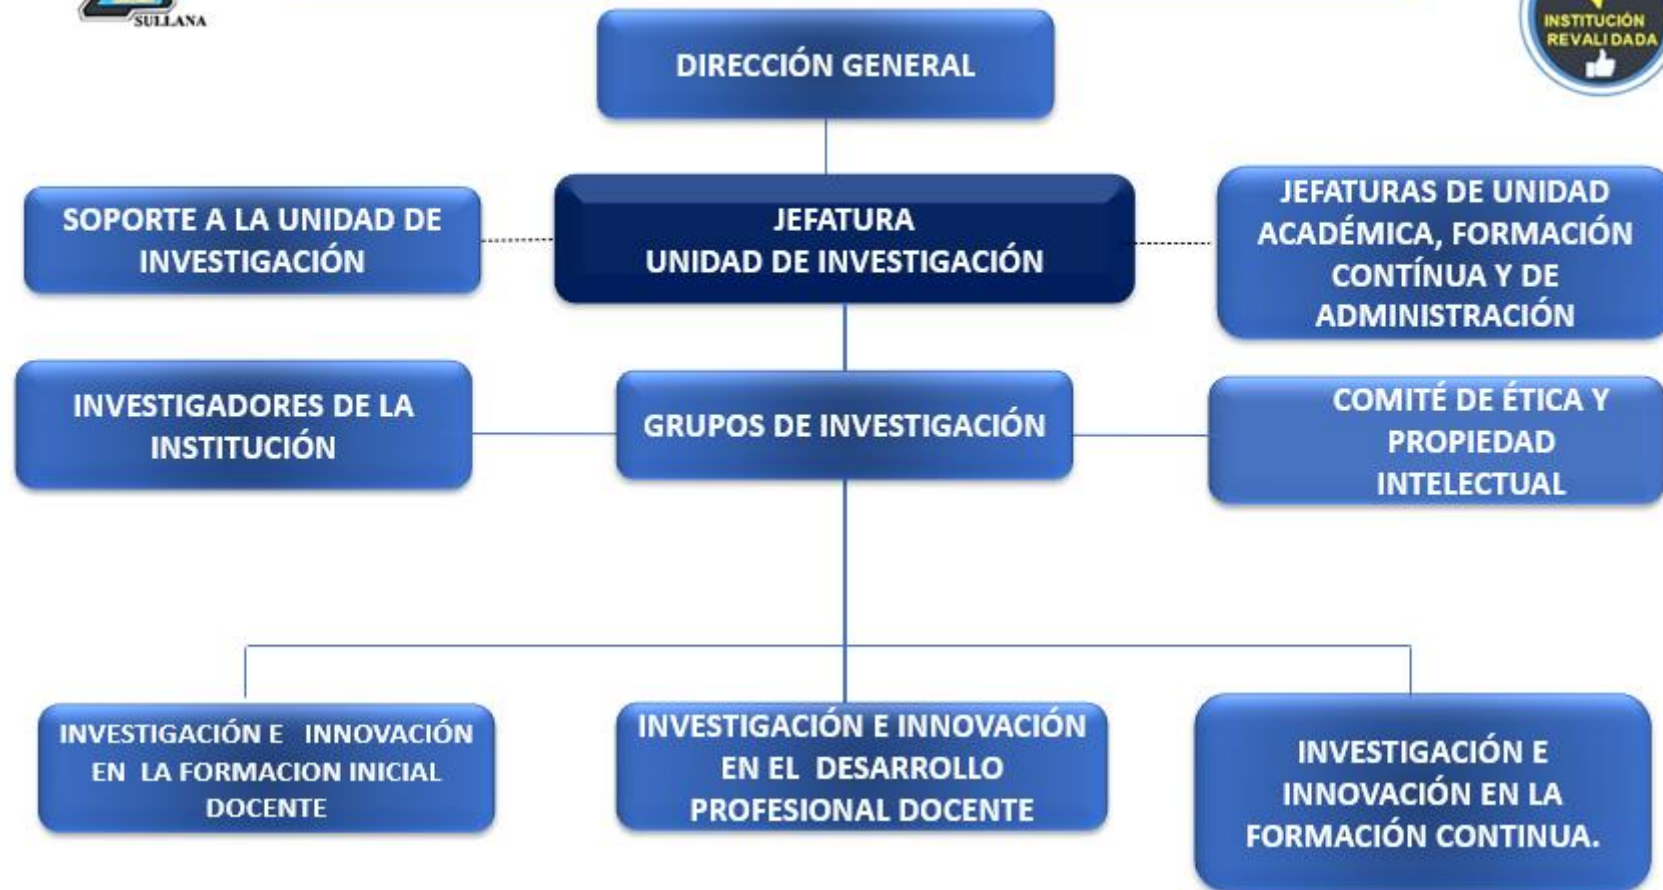 SULLANA
INSTITUCIÓN
REVALIDADA
DIRECCIÓN GENERAL
SOPORTE A LA UNIDAD DE
INVESTIGACIÓN
JEFATURA
UNIDAD DE INVESTIGACIÓN
JEFATURAS DE UNIDAD
ACADÉMICA, FORMACIÓN
CONTÍNUA Y DE
ADMINISTRACIÓN
INVESTIGADORES DE LA
INSTITUCIÓN
GRUPOS DE INVESTIGACIÓN
COMITÉ DE ÉTICA Y
PROPIEDAD
INTELECTUAL
INVESTIGACIÓN E INNOVACIÓN
EN LA FORMACION INICIAL
DOCENTE
INVESTIGACIÓN E INNOVACIÓN
EN EL DESARROLLO
PROFESIONAL DOCENTE
INVESTIGACIÓN E
INNOVACIÓN EN LA
FORMACIÓN CONTINUA.